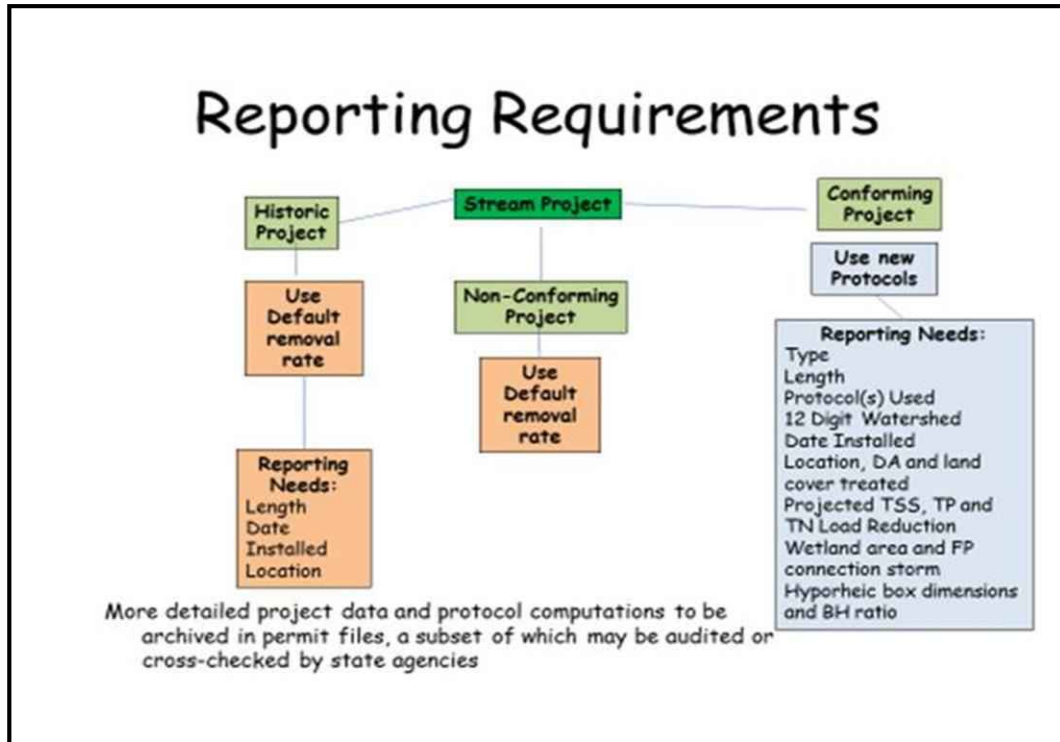 Reporting Requirements
Historic
Project
Stream Project
Conforming
Project
Use
Default
removal
rate
Non-Conforming
Project
Use new
Protocols
Use
Default
removal
rate
Reporting
Needs:
Length
Date
Installed
Location
Reporting Needs:
Type
Length
Protocol(s) Used
12 Digit Watershed
Date Installed
Location, DA and land
cover treated
Projected TSS, TP and
TN Load Reduction
Wetland area and FP
connection storm
Hyporheic box dimensions
and BH ratio
More detailed project data and protocol computations to be
archived in permit files, a subset of which may be audited or
cross-checked by state agencies